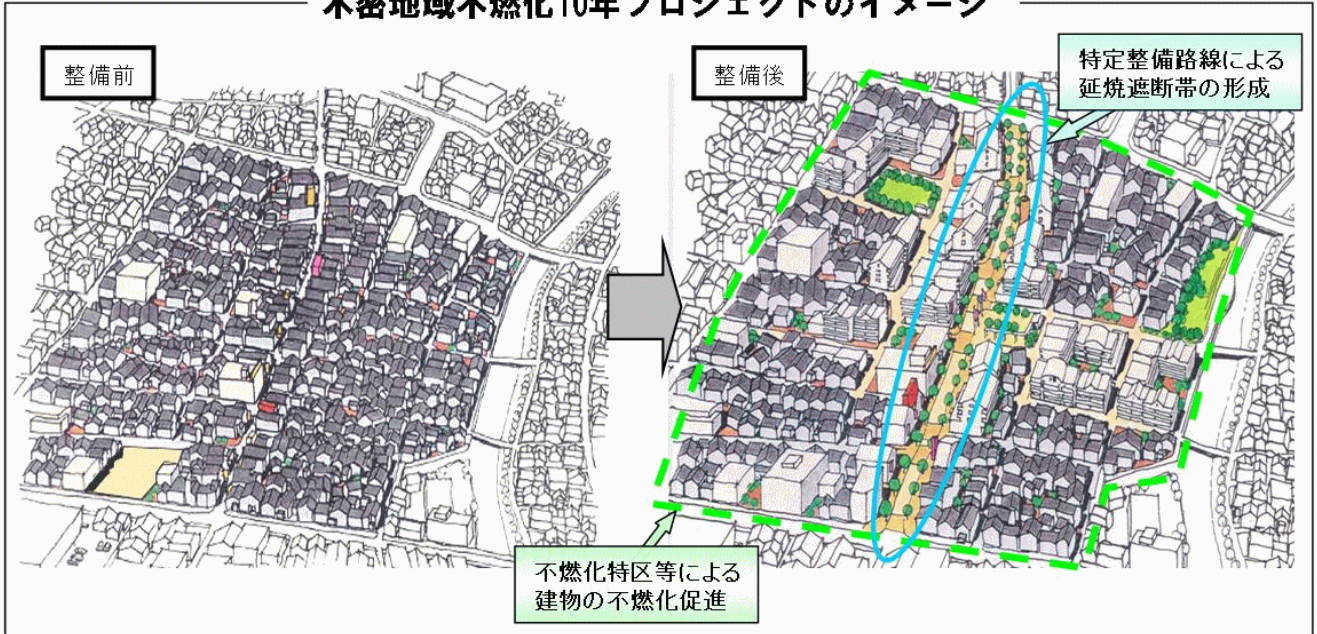 木密地域不燃化10年プロジェクトのイメージ
整備前
整備後
特定整備路線による
延焼遮断帯の形成
不燃化特区等による
建物の不燃化促進